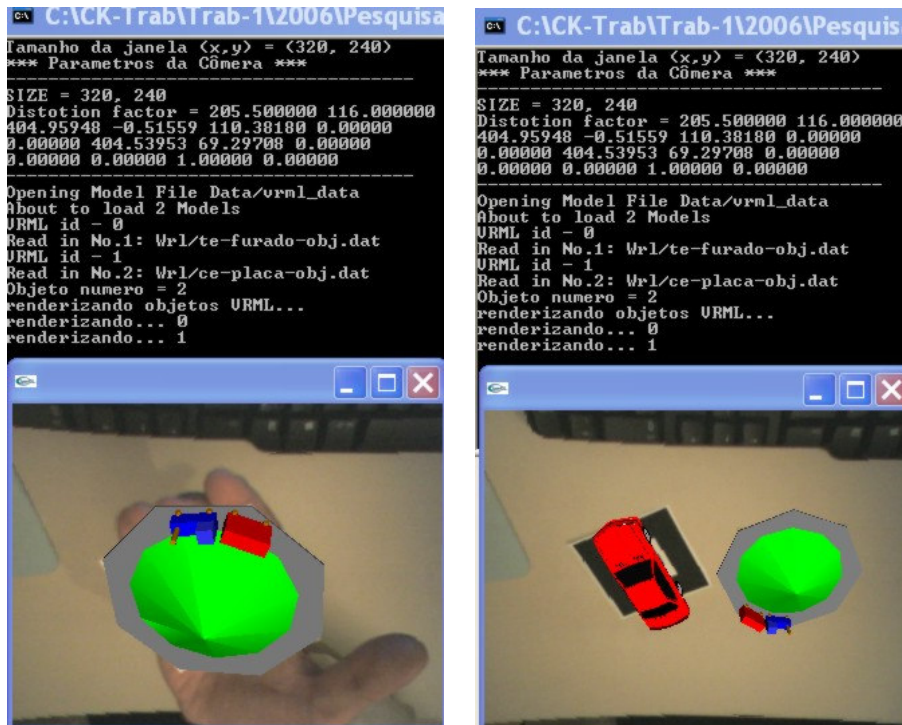 C:\CK-Trab\Trab-1\2006\Pesquisa
Tamanho da janela (x,y) = (320, 240)
*** Parametros da Cômera ***
----------------------------------------
SIZE = 320, 240
Distotion factor = 205.500000 116.000000
404.95948 -0.51559 110.38180 0.00000
0.00000 404.53953 69.29708 0.00000
0.00000 0.00000 1.00000 0.00000
----------------------------------------
Opening Model File Data/vrml_data
About to load 2 Models
VRML id - 0
Read in No.1: Wrl/te-furado-obj.dat
VRML id - 1
Read in No.2: Wrl/ce-placa-obj.dat
Objeto numero = 2
renderizando objetos VRML...
renderizando... 0
renderizando... 1
C:\CK-Trab\Trab-1\2006\Pesquis
Tamanho da janela (x,y) = (320, 240)
*** Parametros da Cômera ***
----------------------------------------
SIZE = 320, 240
Distotion factor = 205.500000 116.000000
404.95948 -0.51559 110.38180 0.00000
0.00000 404.53953 69.29708 0.00000
0.00000 0.00000 1.00000 0.00000
----------------------------------------
Opening Model File Data/vrml_data
About to load 2 Models
VRML id - 0
Read in No.1: Wrl/te-furado-obj.dat
VRML id - 1
Read in No.2: Wrl/ce-placa-obj.dat
Objeto numero = 2
renderizando objetos VRML...
renderizando... 0
renderizando... 1